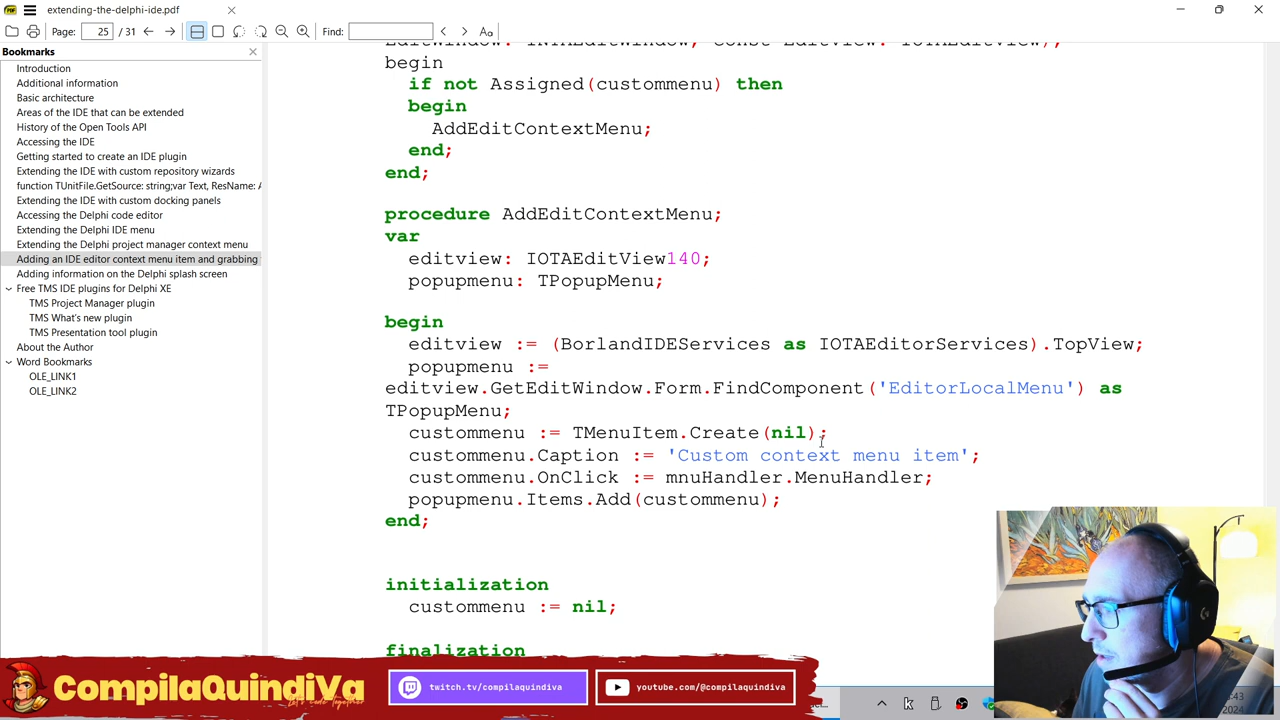 extending-the-delphi-ide.pdf
Page: 25 / 31
Find:
Bookmarks
Introduction
Additional information
Basic architecture
Areas of the IDE that can be extended
History of the Open Tools API
Accessing the IDE
Getting started to create an IDE plugin
Extending the IDE with custom repository wizards
function TUnitFile.GetSource: string;var Text, ResName:
Extending the IDE with custom docking panels
Accessing the Delphi code editor
Extending the Delphi IDE menu
Extending the Delphi project manager context menu
Adding an IDE editor context menu item and grabbing
Adding information on the Delphi splash screen
Free TMS IDE plugins for Delphi XE
TMS Project Manager plugin
TMS What's new plugin
TMS Presentation tool plugin
About the Author
Word Bookmarks
OLE_LINK1
OLE_LINK2
EditWindow: INTAEditWindow; const EditView: IOTAEditView);
begin
if not Assigned(custommenu) then
begin
AddEditContextMenu;
end;
end;
procedure AddEditContextMenu;
var
editview: IOTAEditView140;
popupmenu: TPopupMenu;
begin
editview := (BorlandIDEServices as IOTAEditorServices).TopView;
popupmenu :=
editview.GetEditWindow.Form.FindComponent('EditorLocalMenu') as
TPopupMenu;
custommenu := TMenuItem.Create(nil);
custommenu.Caption := 'Custom context menu item';
custommenu.OnClick := mnuHandler.MenuHandler;
popupmenu.Items.Add(custommenu);
end;
initialization
custommenu := nil;
finalization
CompilaQuindiVa
Let's Code Together
twitch.tv/compilaquindiva
youtube.com/@compilaquindiva